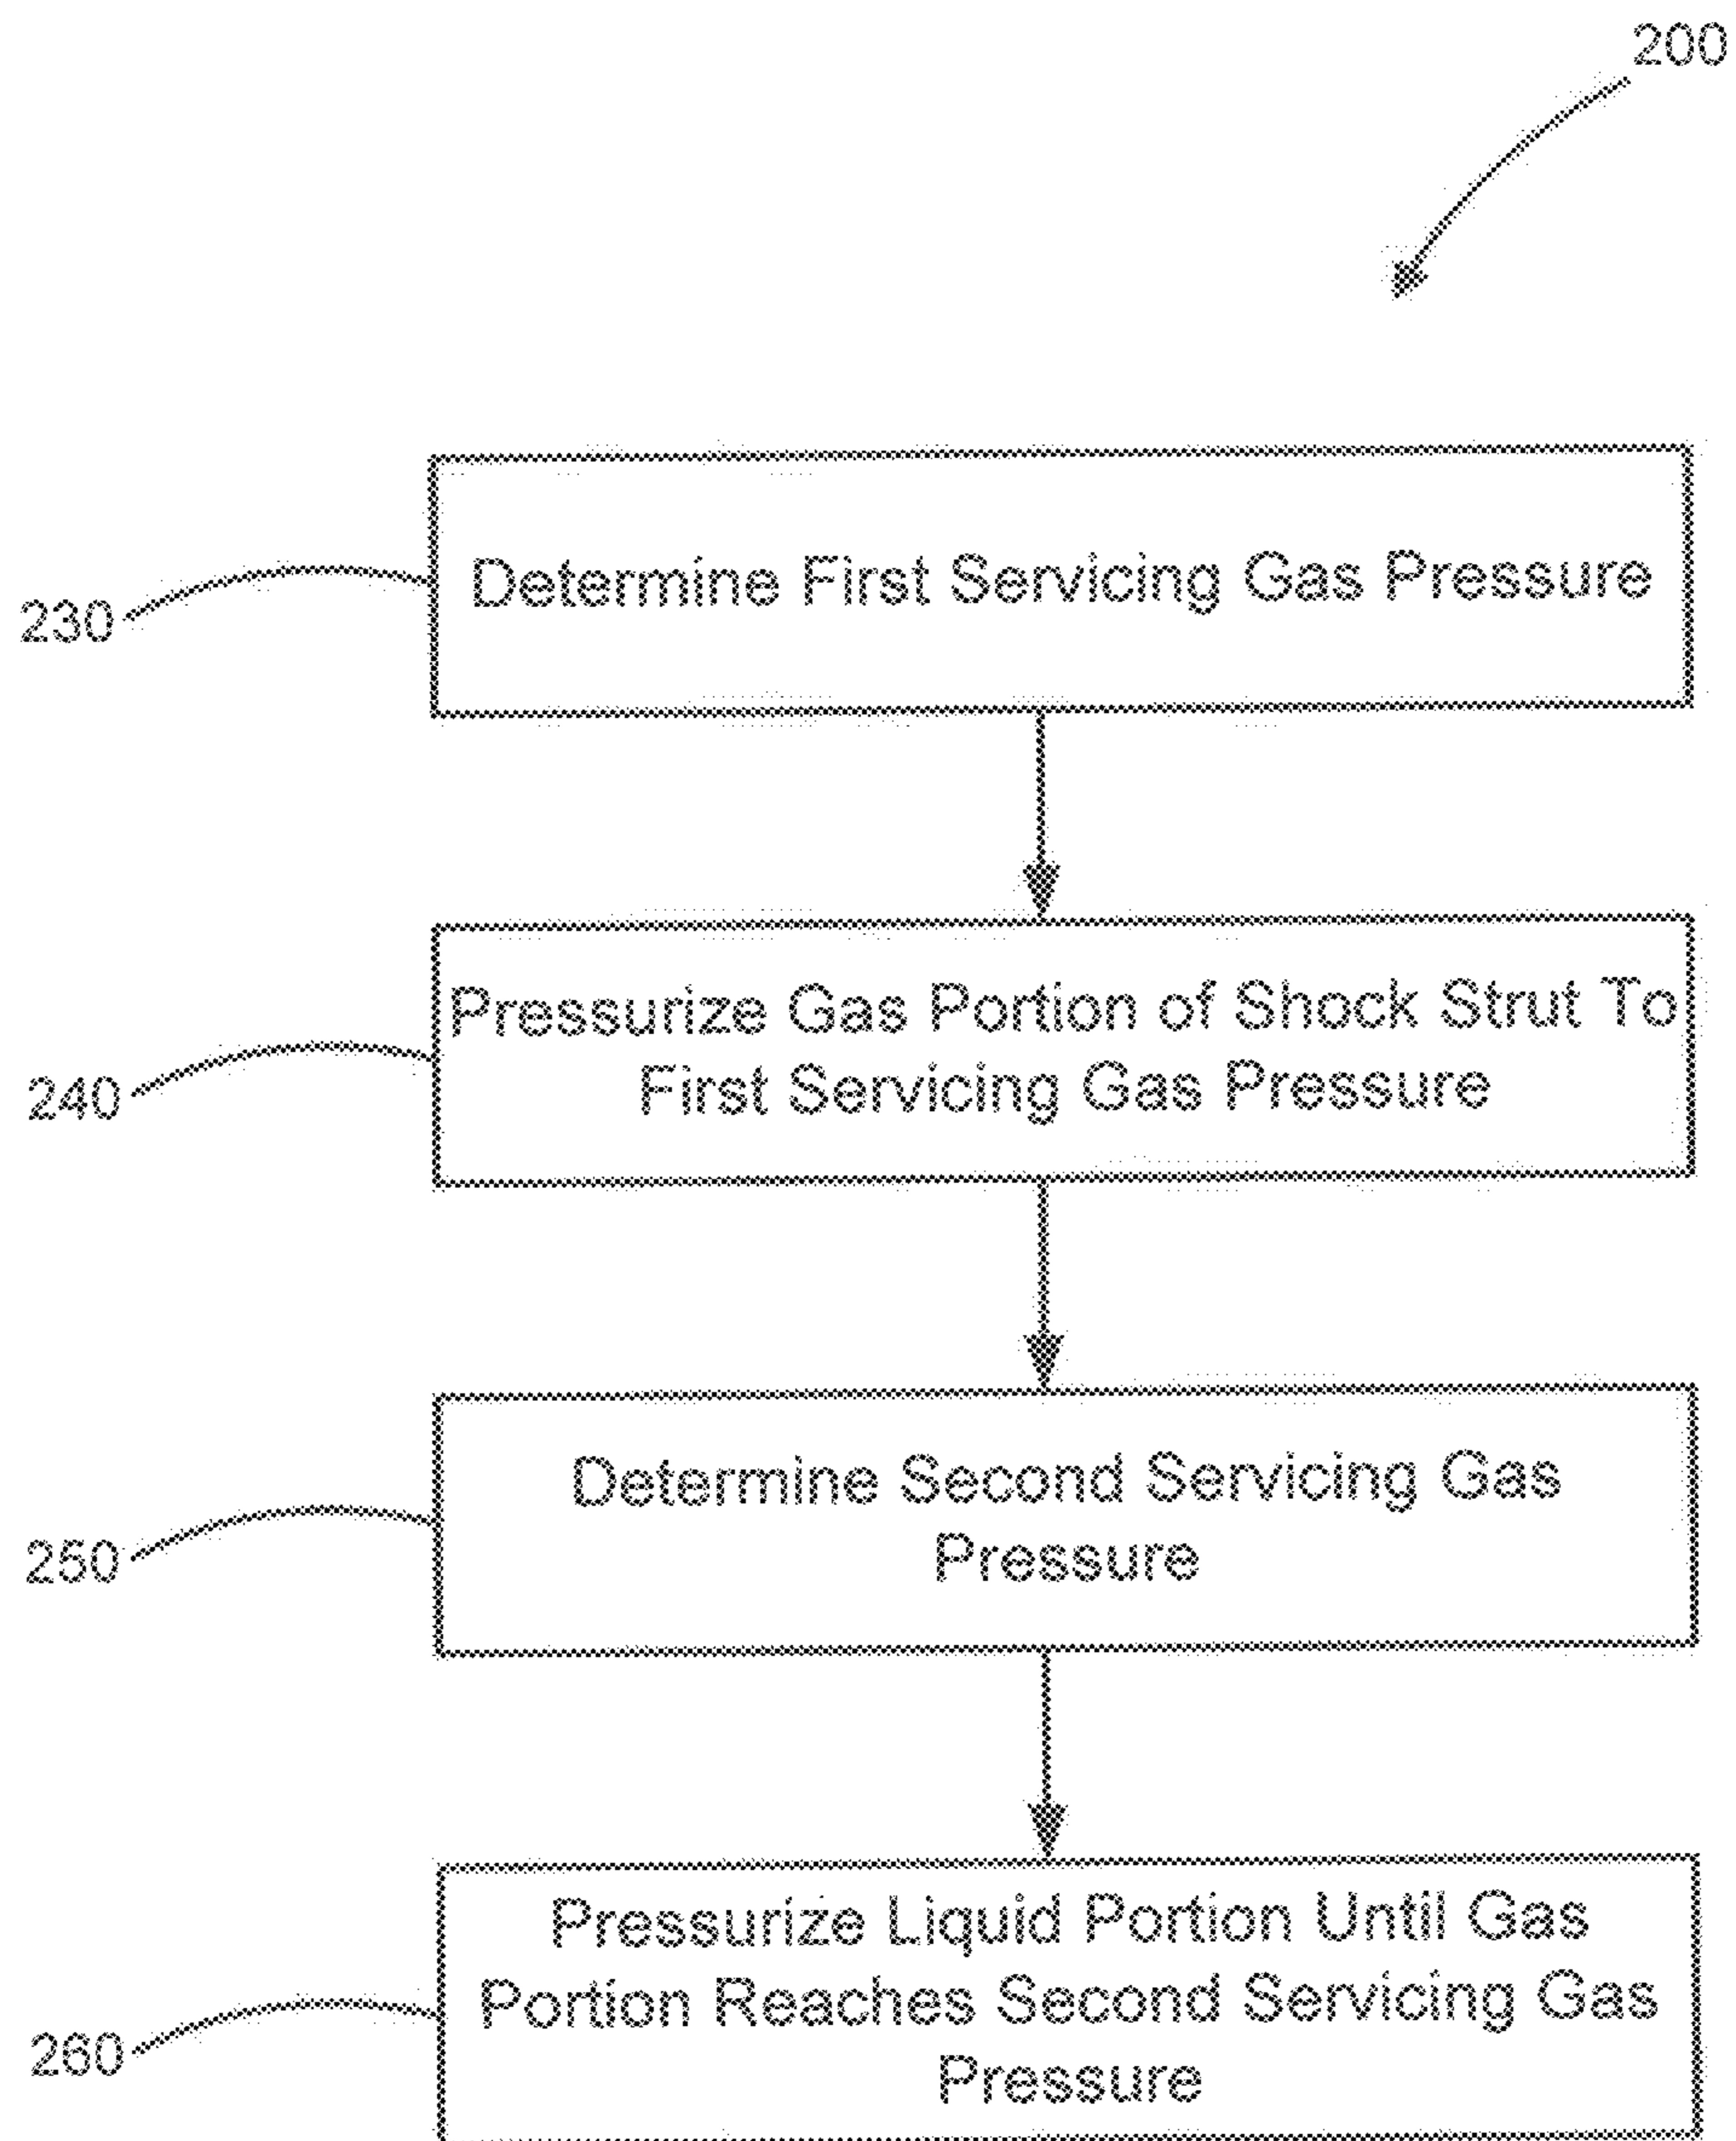 200
230
Determine First Servicing Gas Pressure
240
Pressurize Gas Portion of Shock Strut To
First Servicing Gas Pressure
250
Determine Second Servicing Gas
Pressure
260
Pressurize Liquid Portion Until Gas
Portion Reaches Second Servicing Gas
Pressure